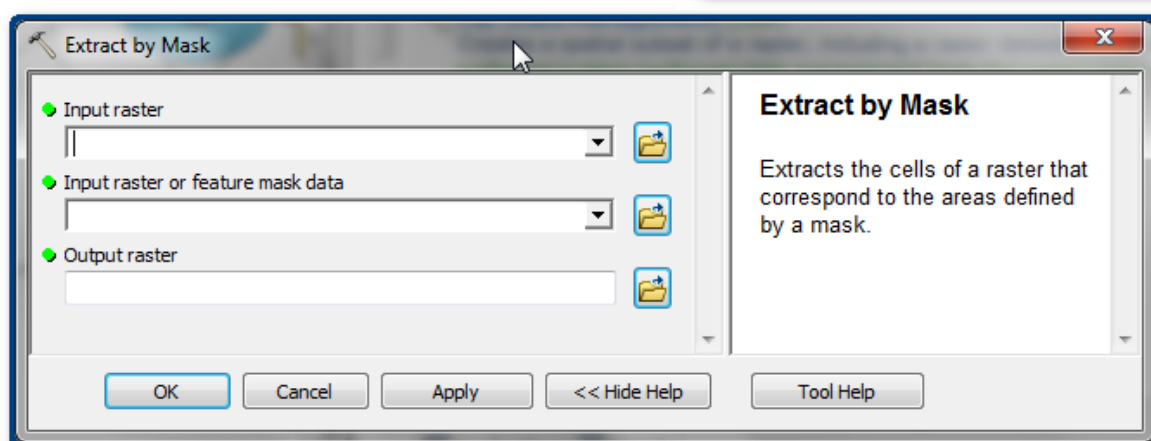 Extract by Mask
X
Input raster
Input raster or feature mask data
Output raster
Extract by Mask
Extracts the cells of a raster that
correspond to the areas defined
by a mask.
OK
Cancel
Apply
<< Hide Help
Tool Help